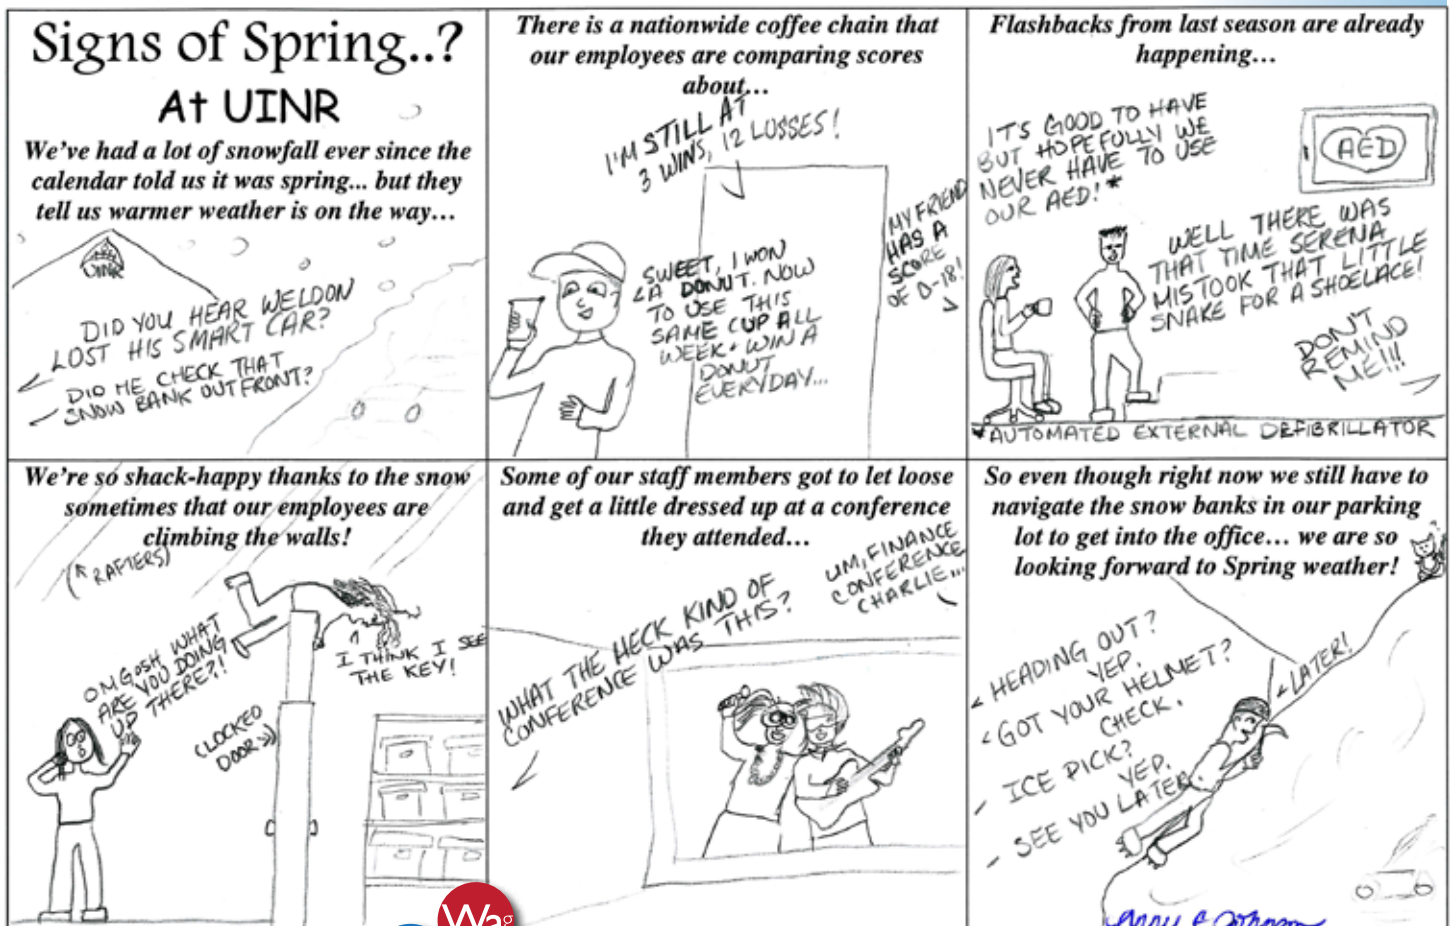 Signs of Spring..?
At UINR
We've had a lot of snowfall ever since the
calendar told us it was spring... but they
tell us warmer weather is on the way...
UINR
DID YOU HEAR WELDON
LOST HIS SMART CAR?
DID HE CHECK THAT
SNOW BANK OUT FRONT?
There is a nationwide coffee chain that
our employees are comparing scores
about...
I'M STILL AT
3 WINS, 12 LOSSES!
SWEET, I WON
A DONUT. NOW
TO USE THIS
SAME CUP ALL
WEEK + WIN A
DONUT
EVERYDAY...
MY FRIEND
HAS A
SCORE
OF 0-18!
Flashbacks from last season are already
happening...
IT'S GOOD TO HAVE
BUT HOPEFULLY WE
NEVER HAVE TO USE
OUR AED!*
AED
WELL THERE WAS
THAT TIME SERENA
MISTOOK THAT LITTLE
SNAKE FOR A SHOELACE!
DON'T
REMIND
ME!!!
*AUTOMATED EXTERNAL DEFIBRILLATOR
We're so shack-happy thanks to the snow
sometimes that our employees are
climbing the walls!
(RAFTERS)
OMGOSH WHAT
ARE YOU DOING
UP THERE?!
I THINK I SEE
THE KEY!
(LOCKED
DOOR)
Some of our staff members got to let loose
and get a little dressed up at a conference
they attended...
WHAT THE HECK KIND OF
CONFERENCE WAS THIS?
UM, FINANCE
CONFERENCE
CHARLIE...
So even though right now we still have to
navigate the snow banks in our parking
lot to get into the office... we are so
looking forward to Spring weather!
HEADING OUT?
YEP.
GOT YOUR HELMET?
CHECK.
ICE PICK?
YEP.
SEE YOU LATER.
LATER!
Wag
Johnson